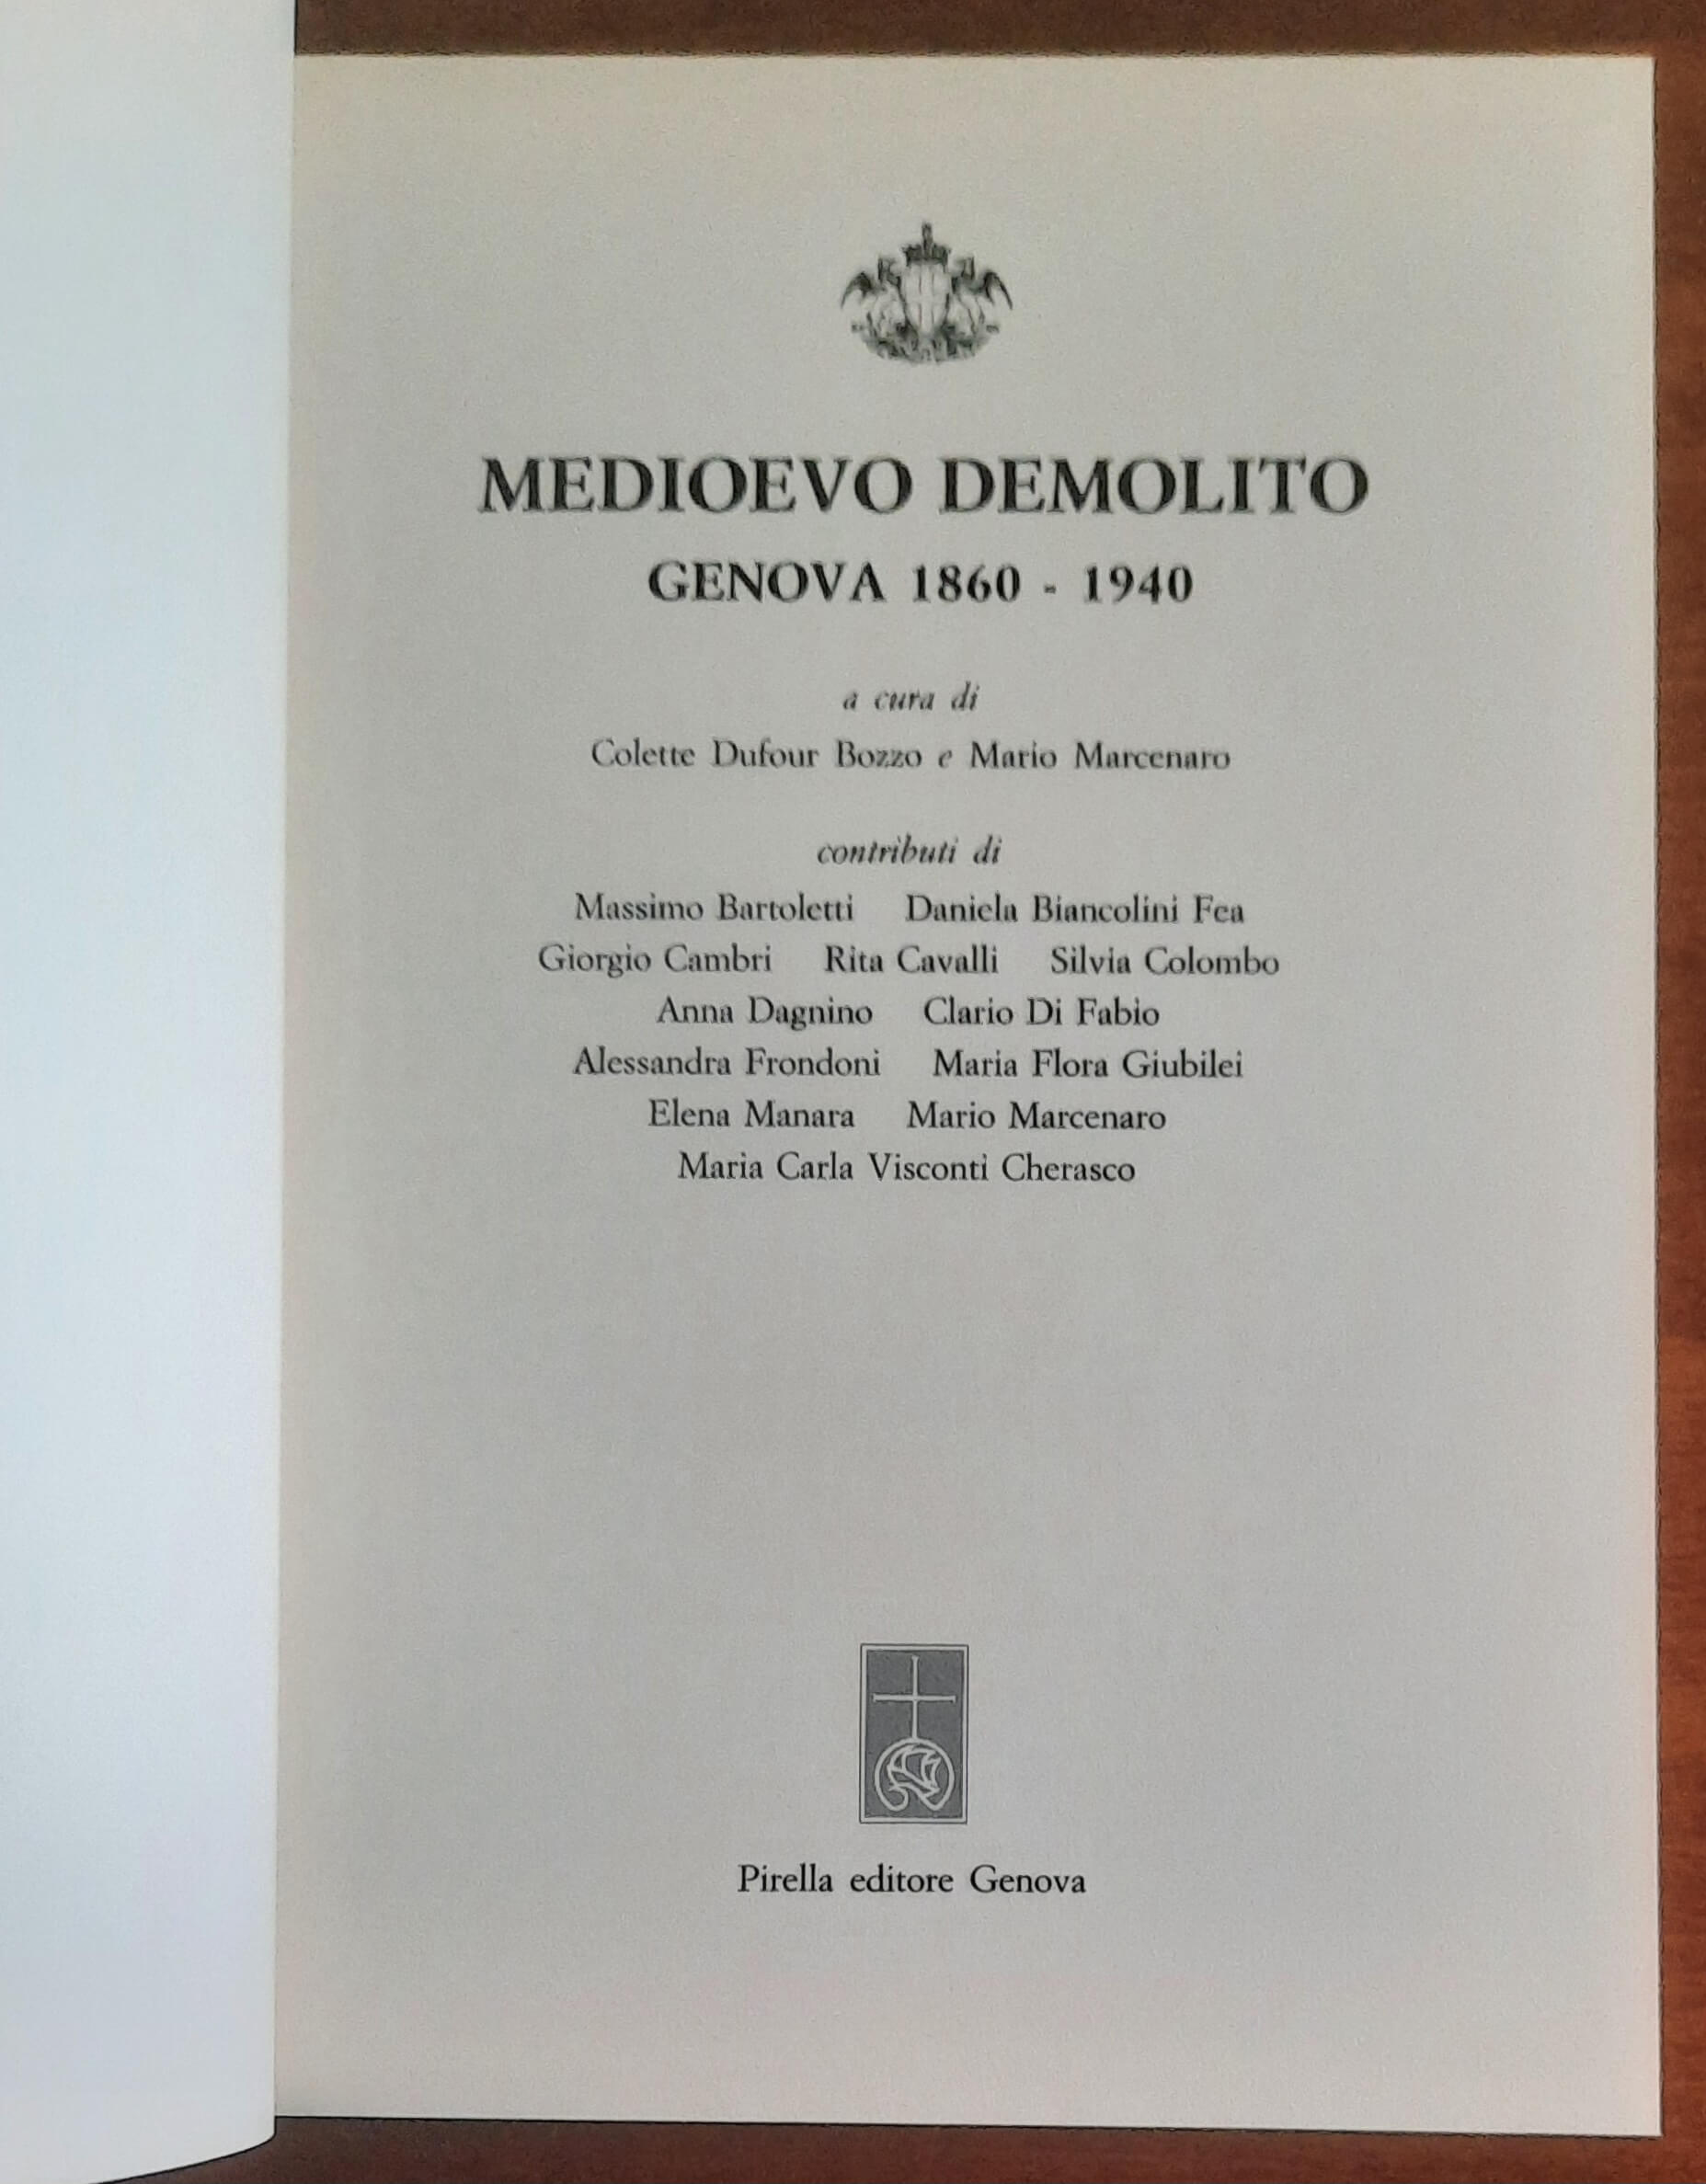 MEDIOEVO DEMOLITO
GENOVA 1860 - 1940
a cura di
Colette Dufour Bozzo e Mario Marcenaro
contributi di
Massimo Bartoletti Daniela Biancolini Fea
Giorgio Cambri Rita Cavalli Silvia Colombo
Anna Dagnino Clario Di Fabio
Alessandra Frondoni Maria Flora Giubilei
Elena Manara Mario Marcenaro
Maria Carla Visconti Cherasco
Pirella editore Genova